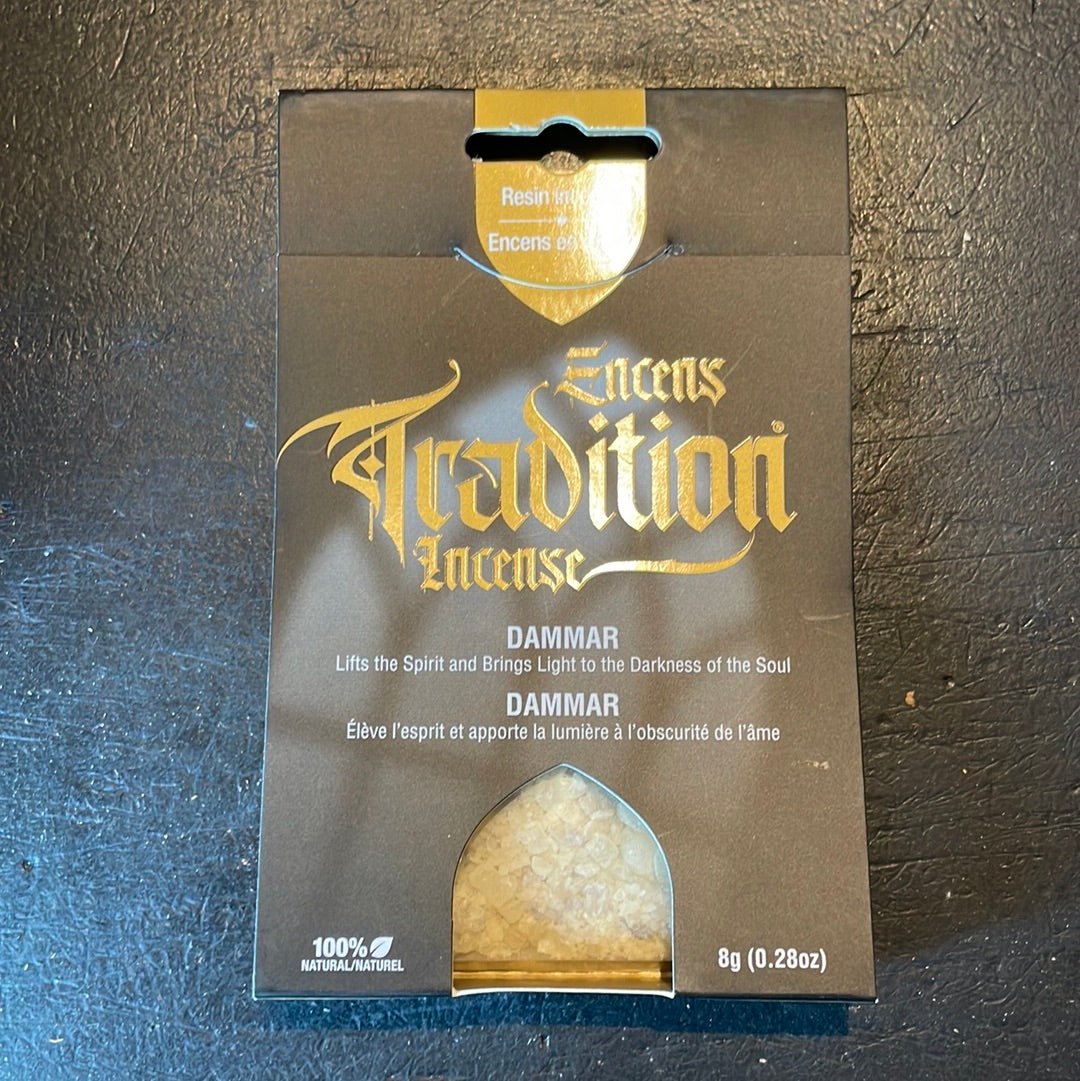 Resin
Encens
Encens
Tradition®
Incense
DAMMAR
Lifts the Spirit and Brings Light to the Darkness of the Soul
DAMMAR
Élève l'esprit et apporte la lumière à l'obscurité de l'âme
100%
NATURAL/NATUREL
8g (0.28oz)